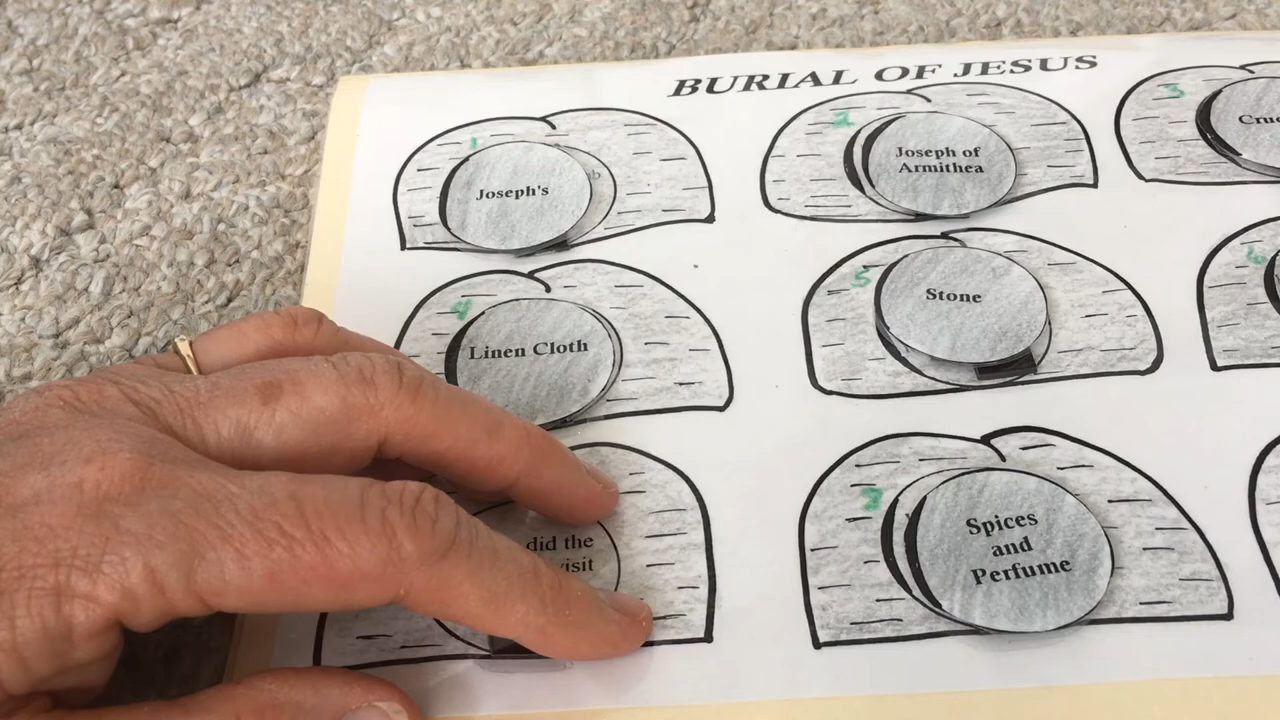 BURIAL OF JESUS
1
Joseph's
2
Joseph of
Armithea
3
4
Linen Cloth
5
Stone
6
did the
visit
Spices
and
Perfume